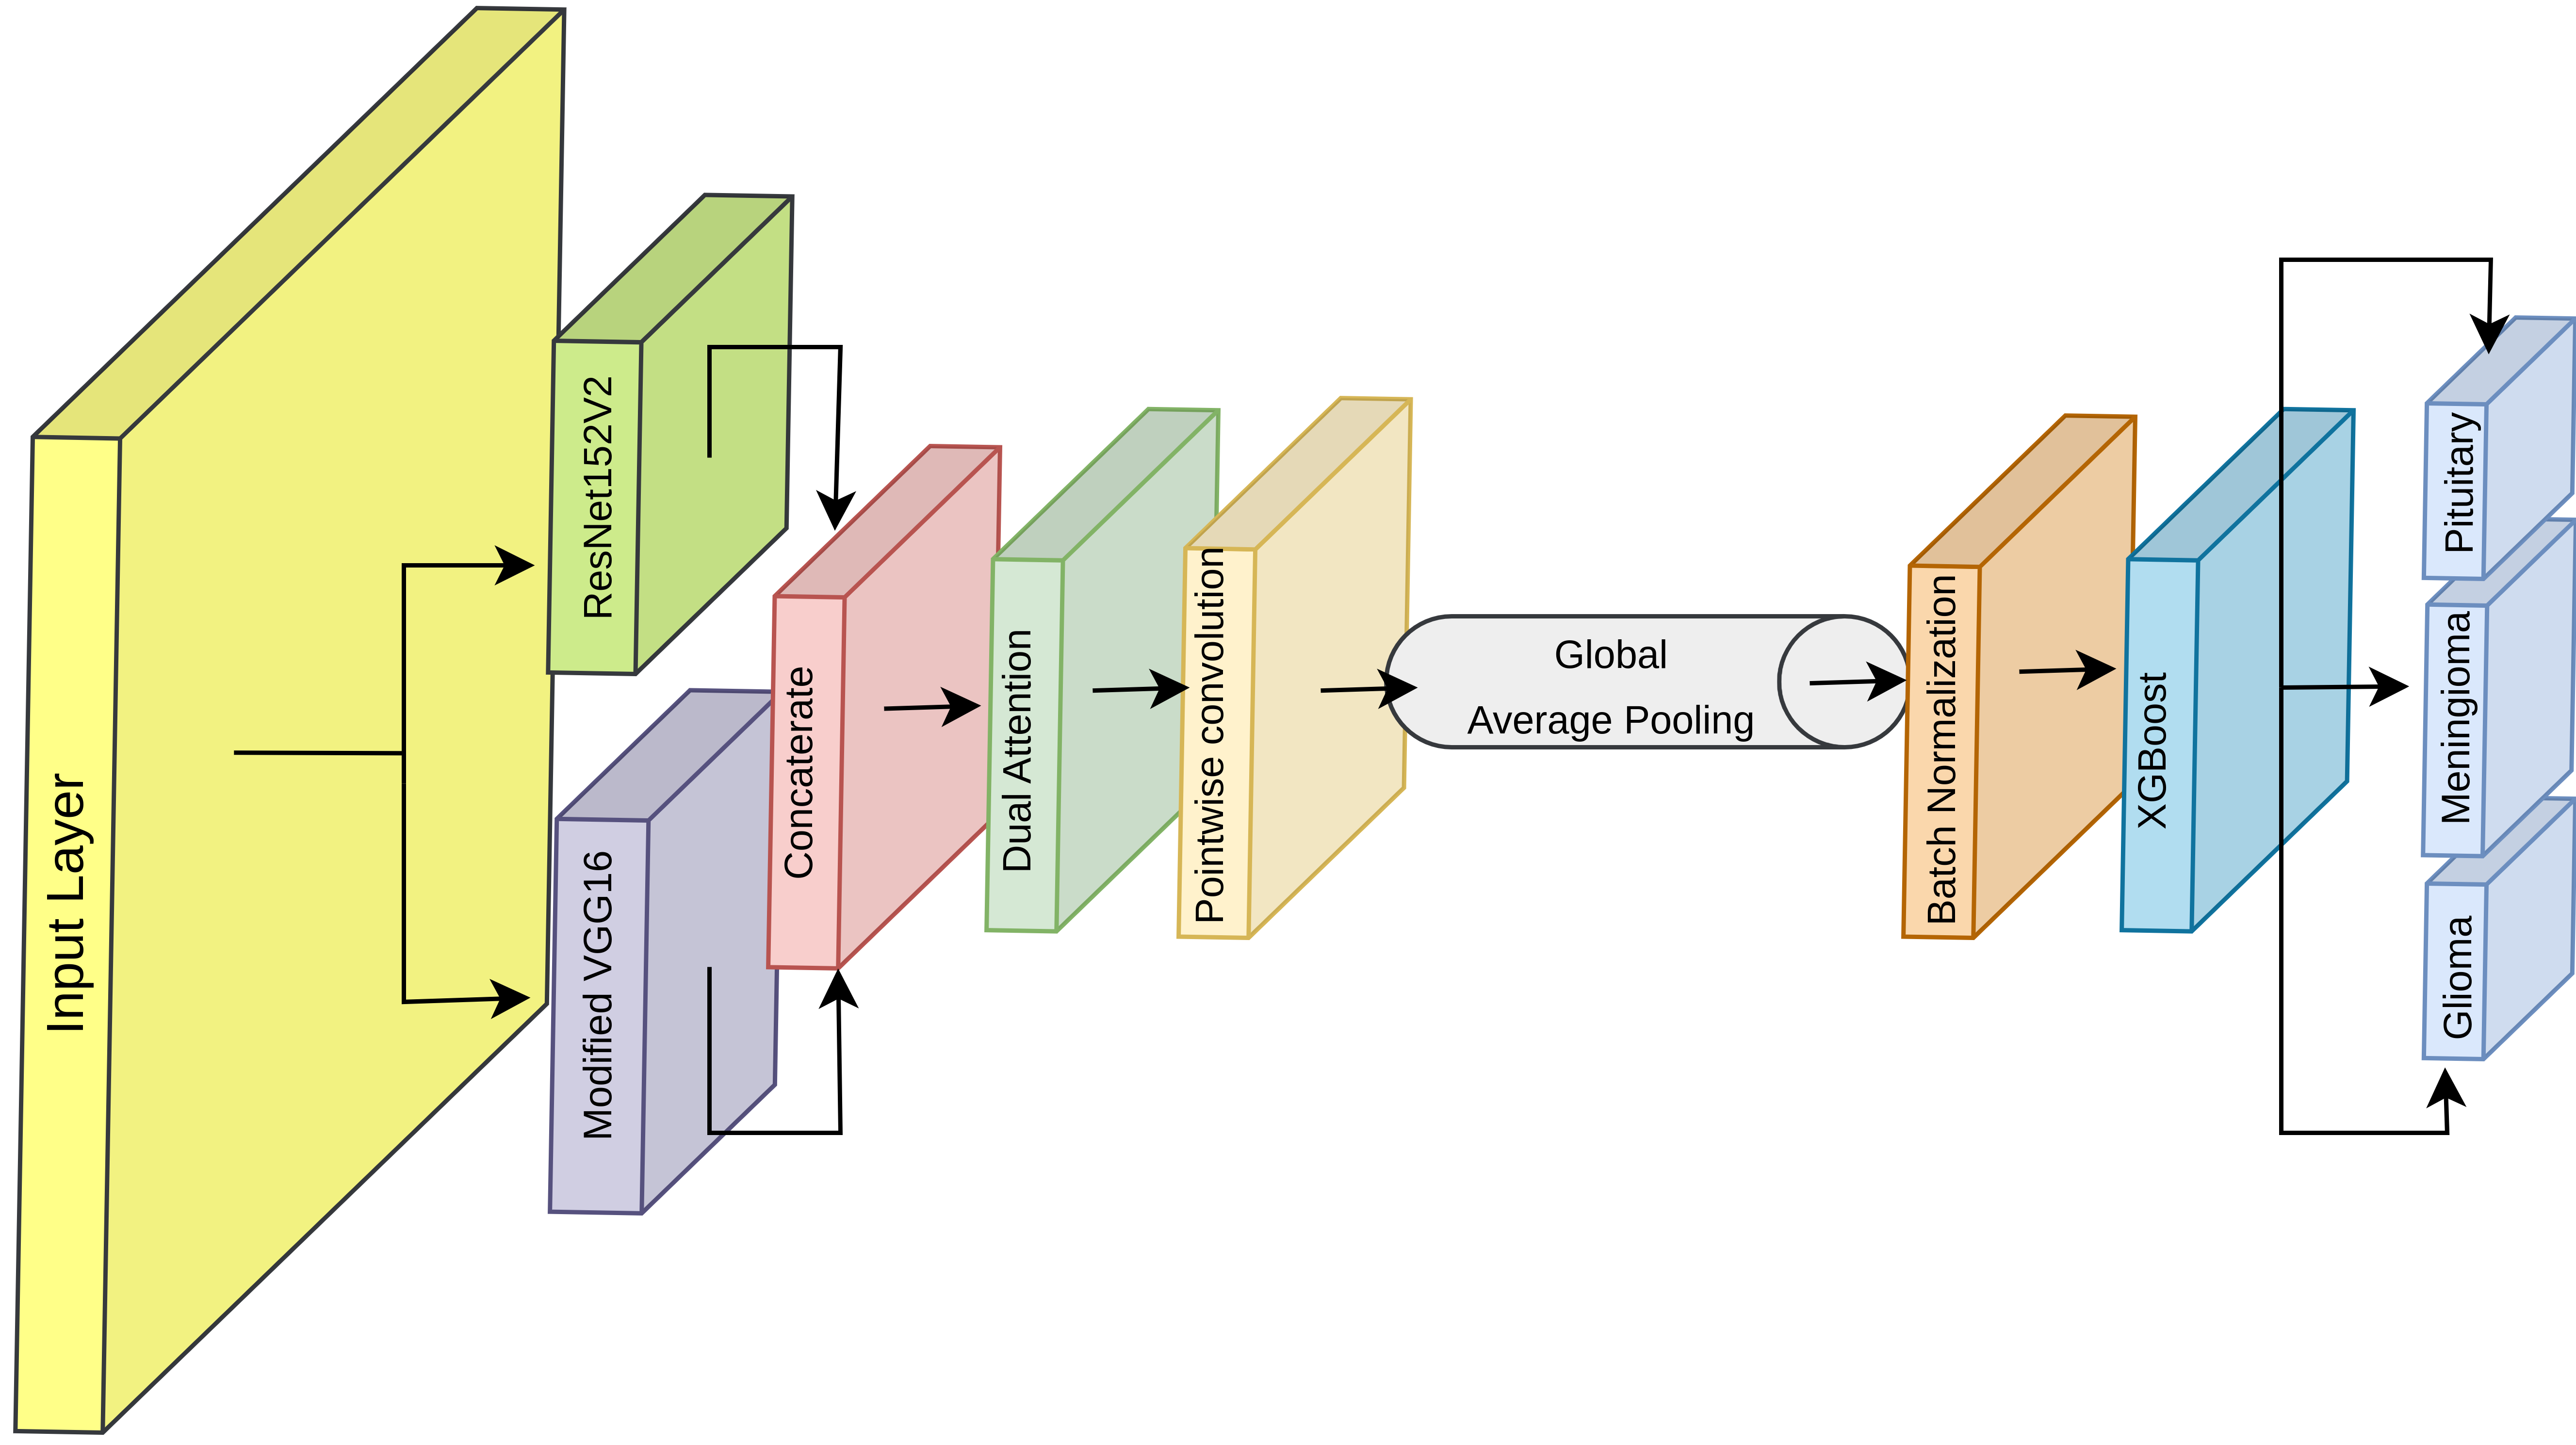 Input Layer
ResNet152V2
Modified VGG16
Concaterate
Dual Attention
Pointwise convolution
Global
Average Pooling
Batch Normalization
XGBoost
Pituitary
Meningioma
Glioma